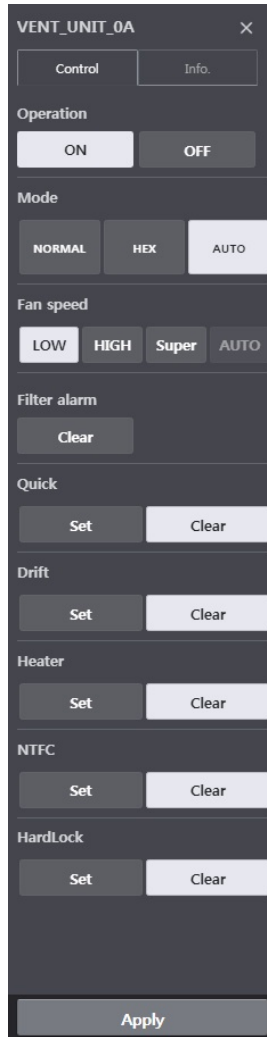 VENT_UNIT_0A ×
Control Info.
Operation
ON OFF
Mode
NORMAL HEX AUTO
Fan speed
LOW HIGH Super AUTO
Filter alarm
Clear
Quick
Set Clear
Drift
Set Clear
Heater
Set Clear
NTFC
Set Clear
HardLock
Set Clear
Apply